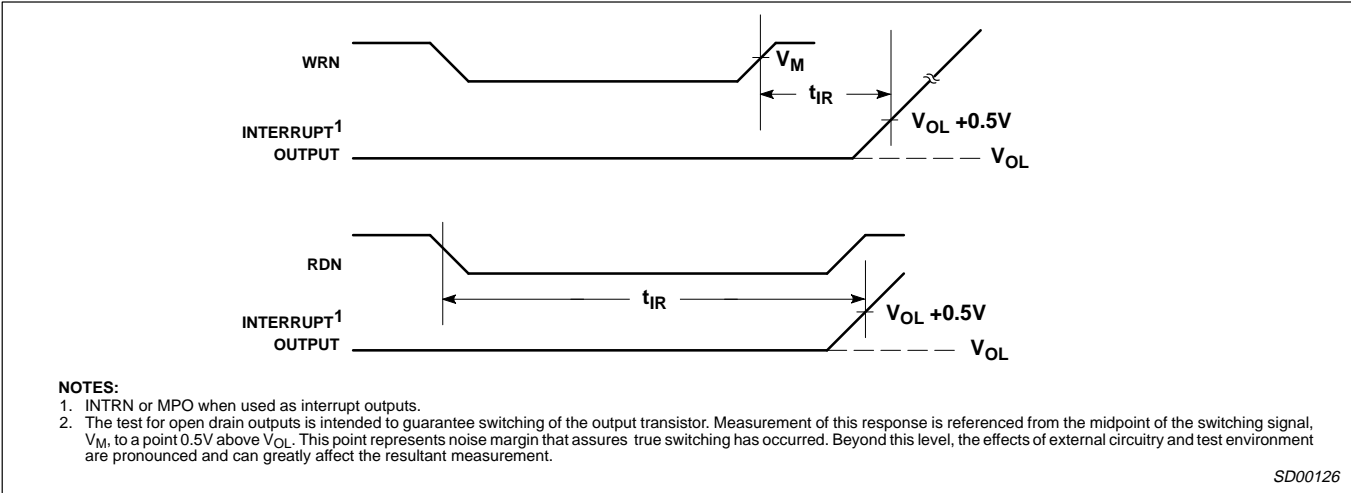 WRN
V_M
t_IR
INTERRUPT¹
OUTPUT
V_OL +0.5V
V_OL
RDN
t_IR
INTERRUPT¹
OUTPUT
V_OL +0.5V
V_OL
NOTES:
1. INTRN or MPO when used as interrupt outputs.
2. The test for open drain outputs is intended to guarantee switching of the output transistor. Measurement of this response is referenced from the midpoint of the switching signal,
V_M, to a point 0.5V above V_OL. This point represents noise margin that assures true switching has occurred. Beyond this level, the effects of external circuitry and test environment
are pronounced and can greatly affect the resultant measurement.
SD00126